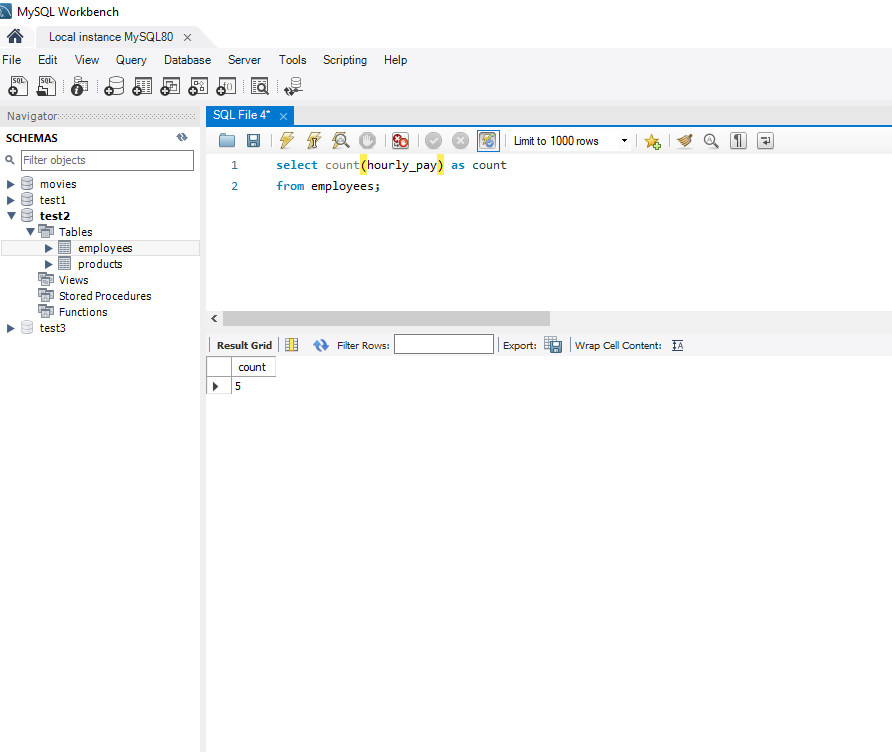 MySQL Workbench
Local instance MySQL80
File Edit View Query Database Server Tools Scripting Help
Navigator
SCHEMAS
Filter objects
movies
test1
test2
Tables
employees
products
Views
Stored Procedures
Functions
test3
SQL File 4*
Limit to 1000 rows
1 select count(hourly_pay) as count
2 from employees;
Result Grid Filter Rows: Export: Wrap Cell Content: IA
count
5